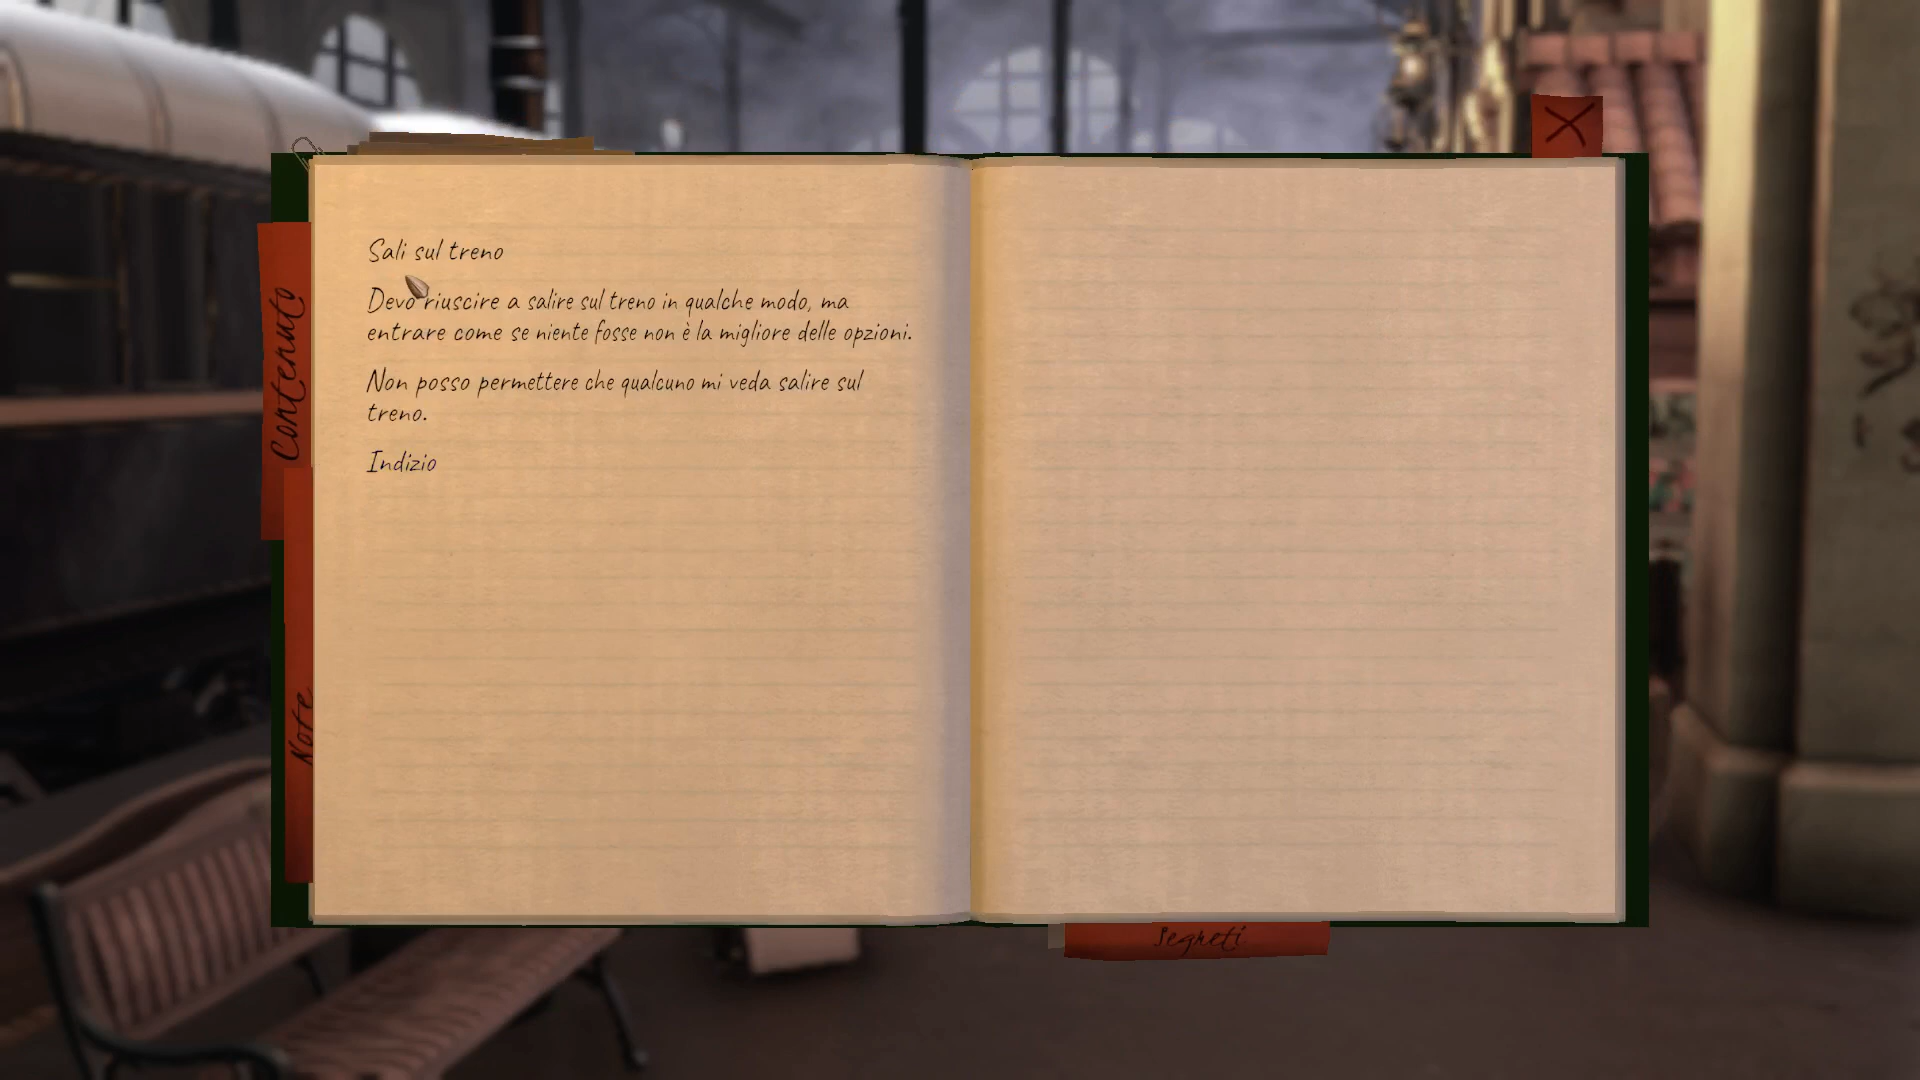 Sali sul treno
Devo riuscire a salire sul treno in qualche modo, ma
entrare come se niente fosse non è la migliore delle opzioni.
Non posso permettere che qualcuno mi veda salire sul
treno.
Indizio
Contenuto
Note
Segreti